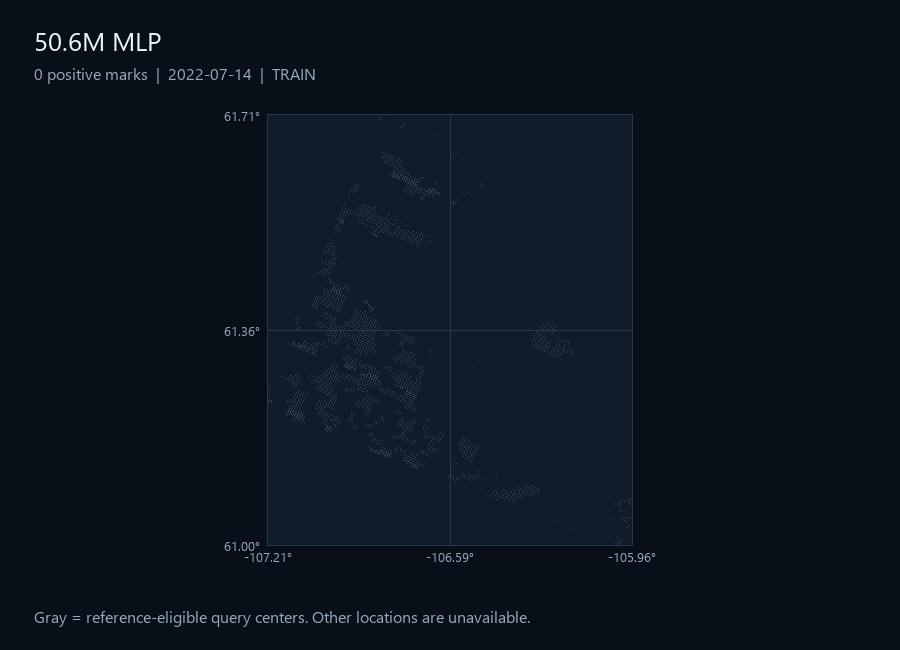 50.6M MLP
0 positive marks | 2022-07-14 | TRAIN
61.71°
61.36°
61.00°
-107.21° -106.59° -105.96°
Gray = reference-eligible query centers. Other locations are unavailable.